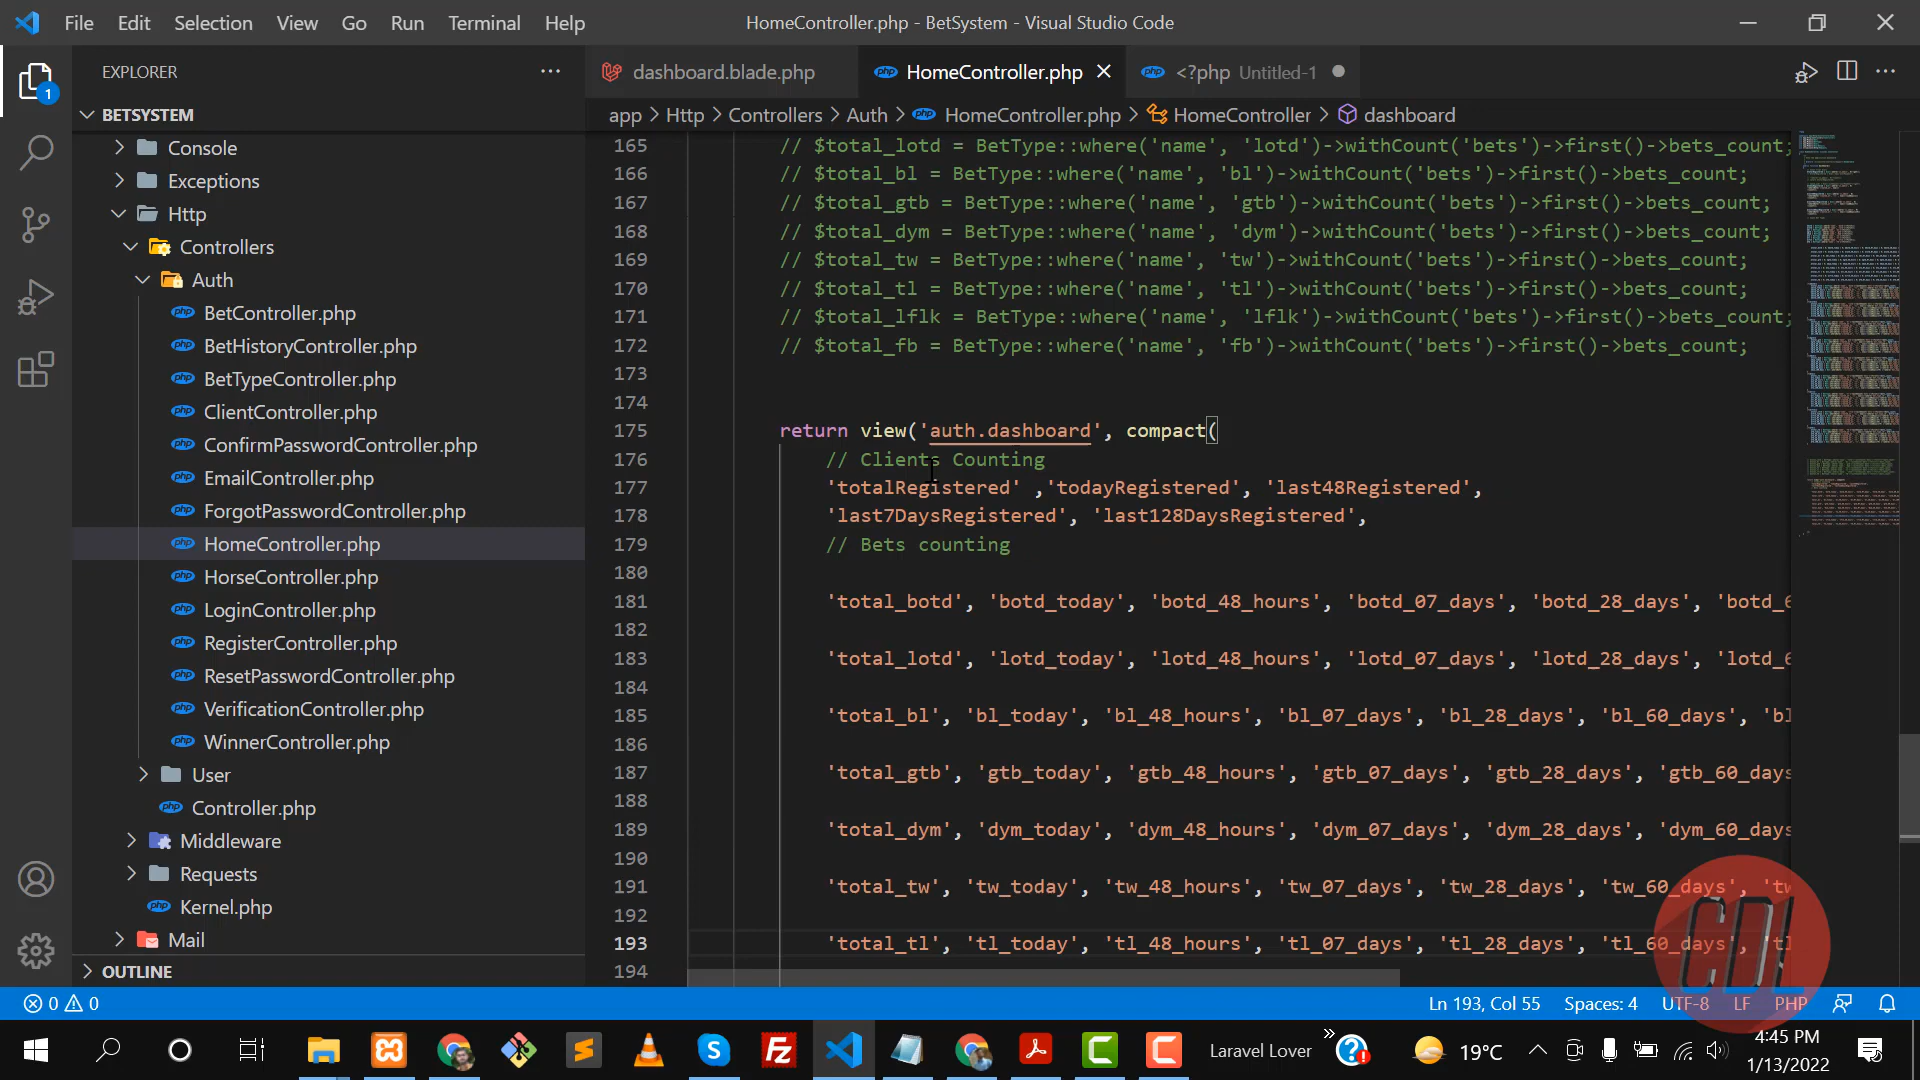 File Edit Selection View Go Run Terminal Help HomeController.php - BetSystem - Visual Studio Code
EXPLORER
dashboard.blade.php HomeController.php <?php Untitled-1
BETSYSTEM
app > Http > Controllers > Auth > HomeController.php > HomeController > dashboard
Console
Exceptions
Http
Controllers
Auth
BetController.php
BetHistoryController.php
BetTypeController.php
ClientController.php
ConfirmPasswordController.php
EmailController.php
ForgotPasswordController.php
HomeController.php
HorseController.php
LoginController.php
RegisterController.php
ResetPasswordController.php
VerificationController.php
WinnerController.php
User
Controller.php
Middleware
Requests
Kernel.php
Mail
OUTLINE
165 // $total_lotd = BetType::where('name', 'lotd')->withCount('bets')->first()->bets_count;
166 // $total_bl = BetType::where('name', 'bl')->withCount('bets')->first()->bets_count;
167 // $total_gtb = BetType::where('name', 'gtb')->withCount('bets')->first()->bets_count;
168 // $total_dym = BetType::where('name', 'dym')->withCount('bets')->first()->bets_count;
169 // $total_tw = BetType::where('name', 'tw')->withCount('bets')->first()->bets_count;
170 // $total_tl = BetType::where('name', 'tl')->withCount('bets')->first()->bets_count;
171 // $total_lflk = BetType::where('name', 'lflk')->withCount('bets')->first()->bets_count;
172 // $total_fb = BetType::where('name', 'fb')->withCount('bets')->first()->bets_count;
173
174
175 return view('auth.dashboard', compact(
176 // Clients Counting
177 'totalRegistered' ,'todayRegistered', 'last48Registered',
178 'last7DaysRegistered', 'last128DaysRegistered',
179 // Bets counting
180
181 'total_botd', 'botd_today', 'botd_48_hours', 'botd_07_days', 'botd_28_days', 'botd_6
182
183 'total_lotd', 'lotd_today', 'lotd_48_hours', 'lotd_07_days', 'lotd_28_days', 'lotd_6
184
185 'total_bl', 'bl_today', 'bl_48_hours', 'bl_07_days', 'bl_28_days', 'bl_60_days', 'bl
186
187 'total_gtb', 'gtb_today', 'gtb_48_hours', 'gtb_07_days', 'gtb_28_days', 'gtb_60_days
188
189 'total_dym', 'dym_today', 'dym_48_hours', 'dym_07_days', 'dym_28_days', 'dym_60_days
190
191 'total_tw', 'tw_today', 'tw_48_hours', 'tw_07_days', 'tw_28_days', 'tw_60_days', 'tw
192
193 'total_tl', 'tl_today', 'tl_48_hours', 'tl_07_days', 'tl_28_days', 'tl_60_days', 'tl
194
CDL
0 0 Ln 193, Col 55 Spaces: 4 UTF-8 LF PHP
Laravel Lover 19°C 4:45 PM
1/13/2022